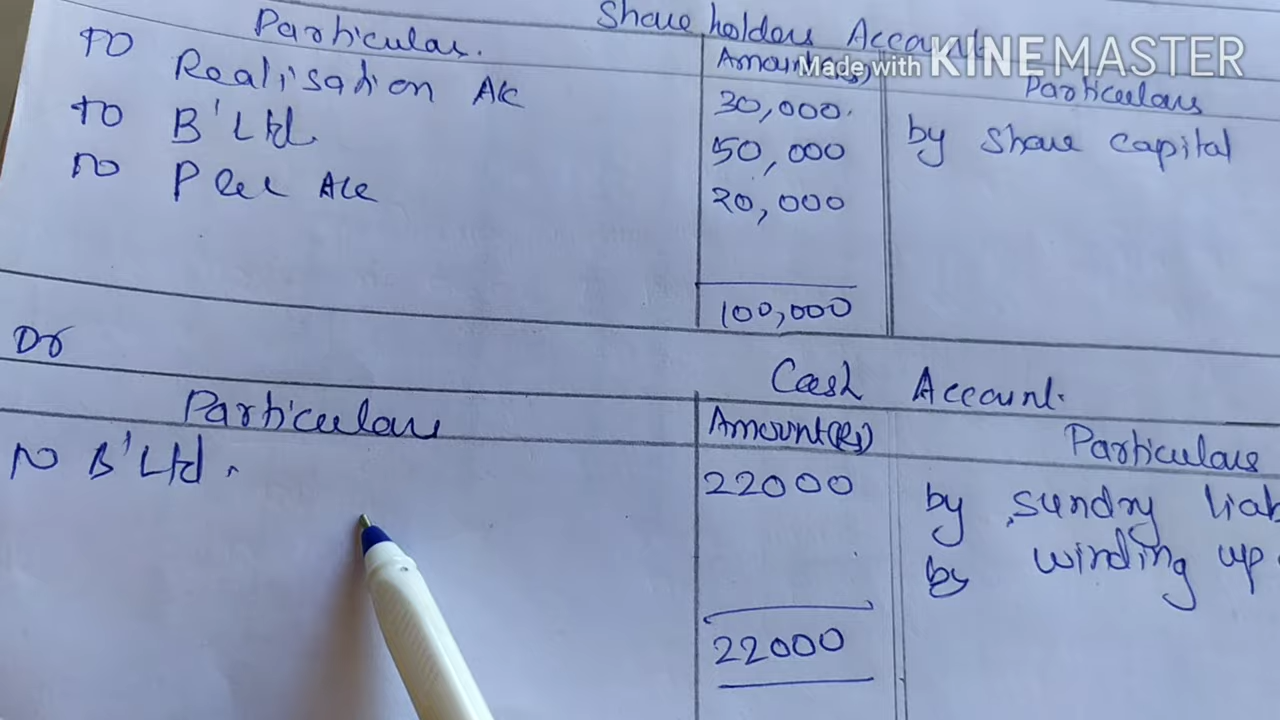 Share holders Account
Particular. Amount(Rs) Particulars
TO Realisation A/c 30,000. by Share capital
TO B'Ltd. 50,000
TO P&L A/c 20,000
100,000
Made with KINEMASTER
Dr
Cash Account.
Particulars Amount(Rs) Particulars
TO B'Ltd. 22000 by sundry liab
by winding up
22000